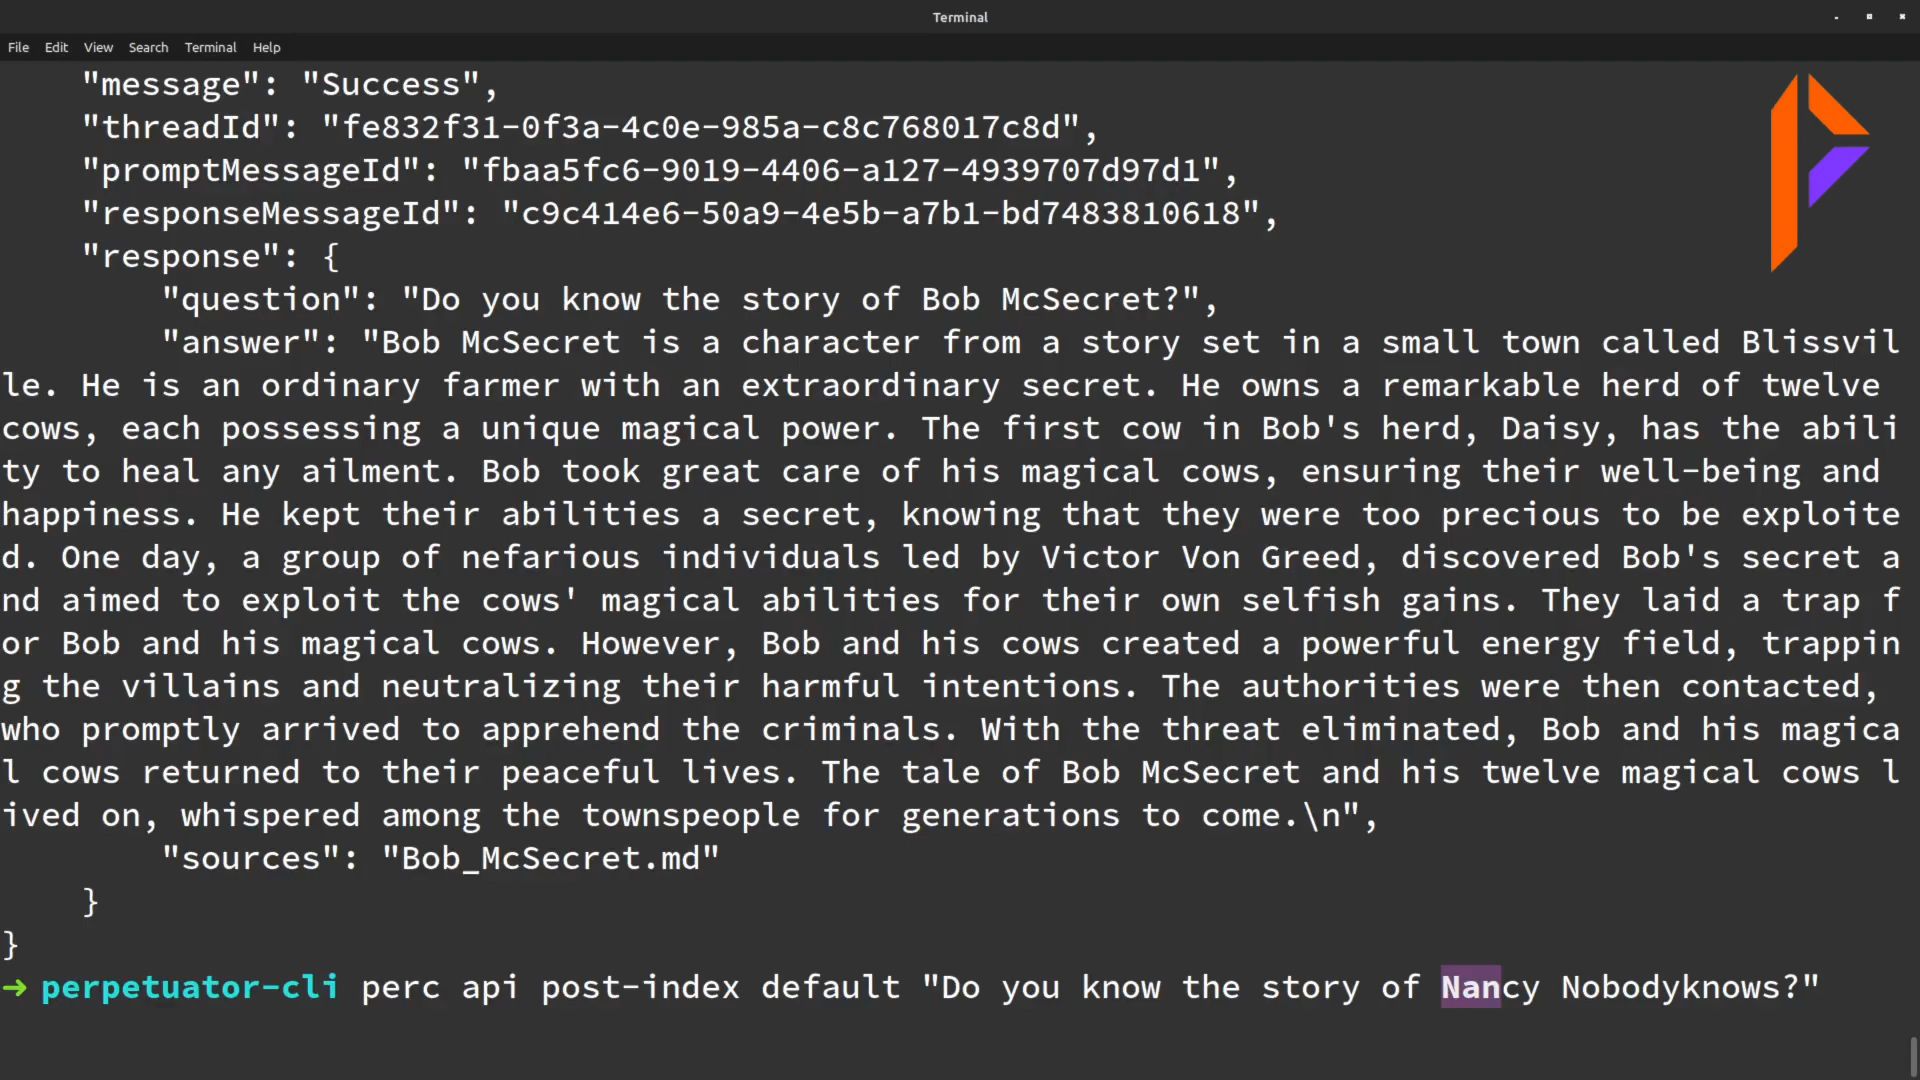 Terminal
File Edit View Search Terminal Help
"message": "Success",
"threadId": "fe832f31-0f3a-4c0e-985a-c8c768017c8d",
"promptMessageId": "fbaa5fc6-9019-4406-a127-4939707d97d1",
"responseMessageId": "c9c414e6-50a9-4e5b-a7b1-bd7483810618",
"response": {
"question": "Do you know the story of Bob McSecret?",
"answer": "Bob McSecret is a character from a story set in a small town called Blissvil
le. He is an ordinary farmer with an extraordinary secret. He owns a remarkable herd of twelve
cows, each possessing a unique magical power. The first cow in Bob's herd, Daisy, has the abili
ty to heal any ailment. Bob took great care of his magical cows, ensuring their well-being and
happiness. He kept their abilities a secret, knowing that they were too precious to be exploite
d. One day, a group of nefarious individuals led by Victor Von Greed, discovered Bob's secret a
nd aimed to exploit the cows' magical abilities for their own selfish gains. They laid a trap f
or Bob and his magical cows. However, Bob and his cows created a powerful energy field, trappin
g the villains and neutralizing their harmful intentions. The authorities were then contacted,
who promptly arrived to apprehend the criminals. With the threat eliminated, Bob and his magica
l cows returned to their peaceful lives. The tale of Bob McSecret and his twelve magical cows l
ived on, whispered among the townspeople for generations to come.\n",
"sources": "Bob_McSecret.md"
}
}
➜ perpetuator-cli perc api post-index default "Do you know the story of Nancy Nobodyknows?"